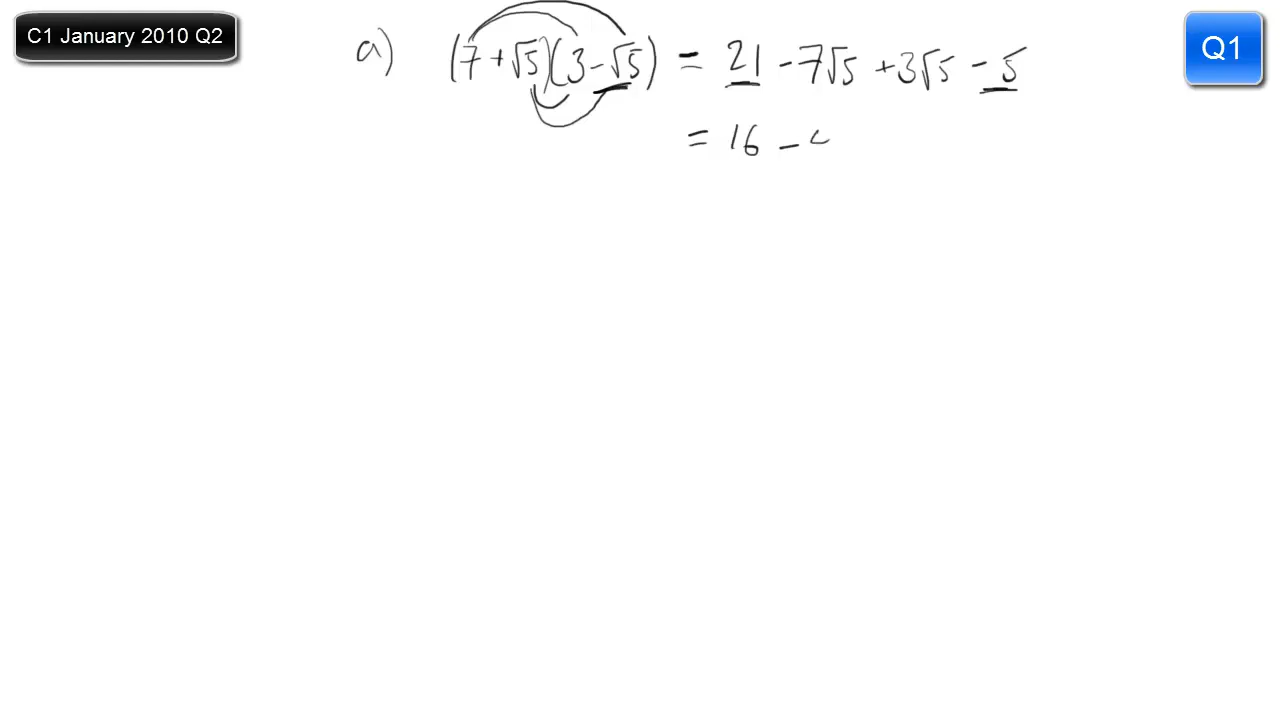 C1 January 2010 Q2
Q1
a) (7 + √5)(3 - √5) = 21 - 7√5 + 3√5 - 5
= 16 -